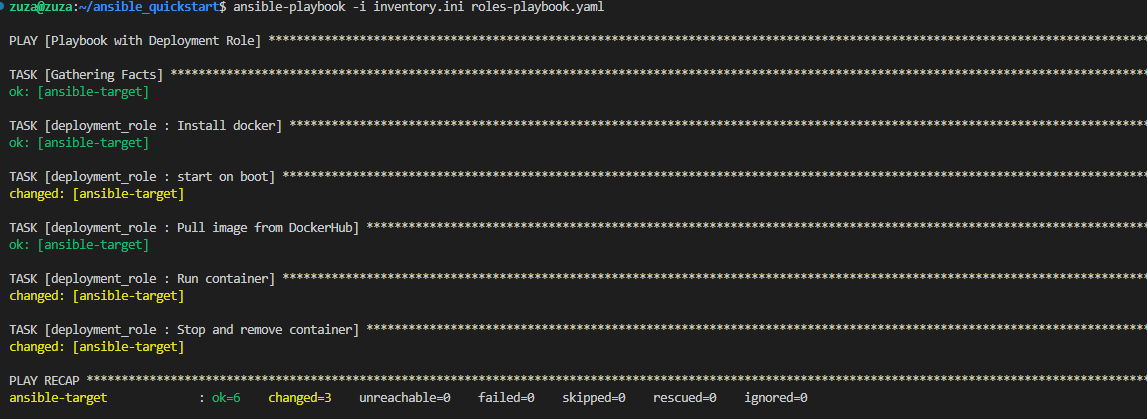 zuza@zuza:~/ansible_quickstart$ ansible-playbook -i inventory.ini roles-playbook.yaml
PLAY [Playbook with Deployment Role] ****************************************************************************************************************************
TASK [Gathering Facts] ******************************************************************************************************************************************
ok: [ansible-target]
TASK [deployment_role : Install docker] *************************************************************************************************************************
ok: [ansible-target]
TASK [deployment_role : start on boot] **************************************************************************************************************************
changed: [ansible-target]
TASK [deployment_role : Pull image from DockerHub] **************************************************************************************************************
ok: [ansible-target]
TASK [deployment_role : Run container] **************************************************************************************************************************
changed: [ansible-target]
TASK [deployment_role : Stop and remove container] **************************************************************************************************************
changed: [ansible-target]
PLAY RECAP ******************************************************************************************************************************************************
ansible-target             : ok=6    changed=3    unreachable=0    failed=0    skipped=0    rescued=0    ignored=0